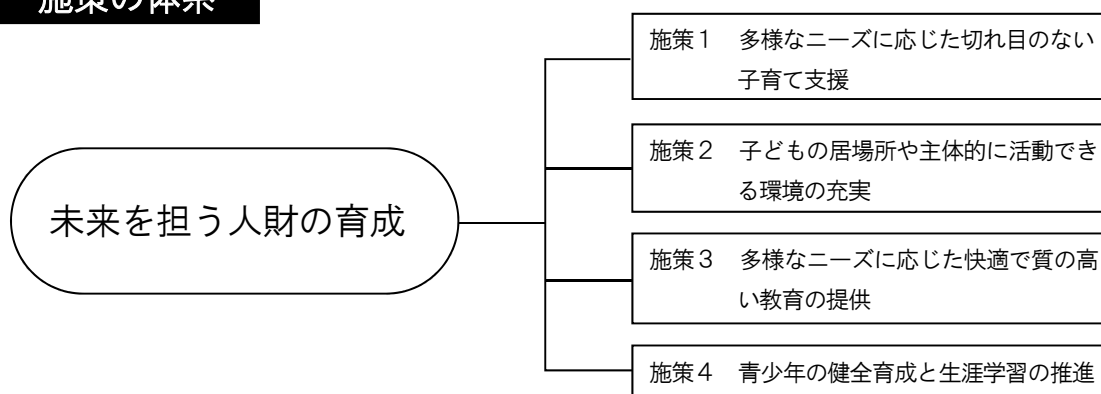 施策の体系
未来を担う人財の育成
施策１　多様なニーズに応じた切れ目のない
子育て支援
施策２　子どもの居場所や主体的に活動でき
る環境の充実
施策３　多様なニーズに応じた快適で質の高
い教育の提供
施策４　青少年の健全育成と生涯学習の推進